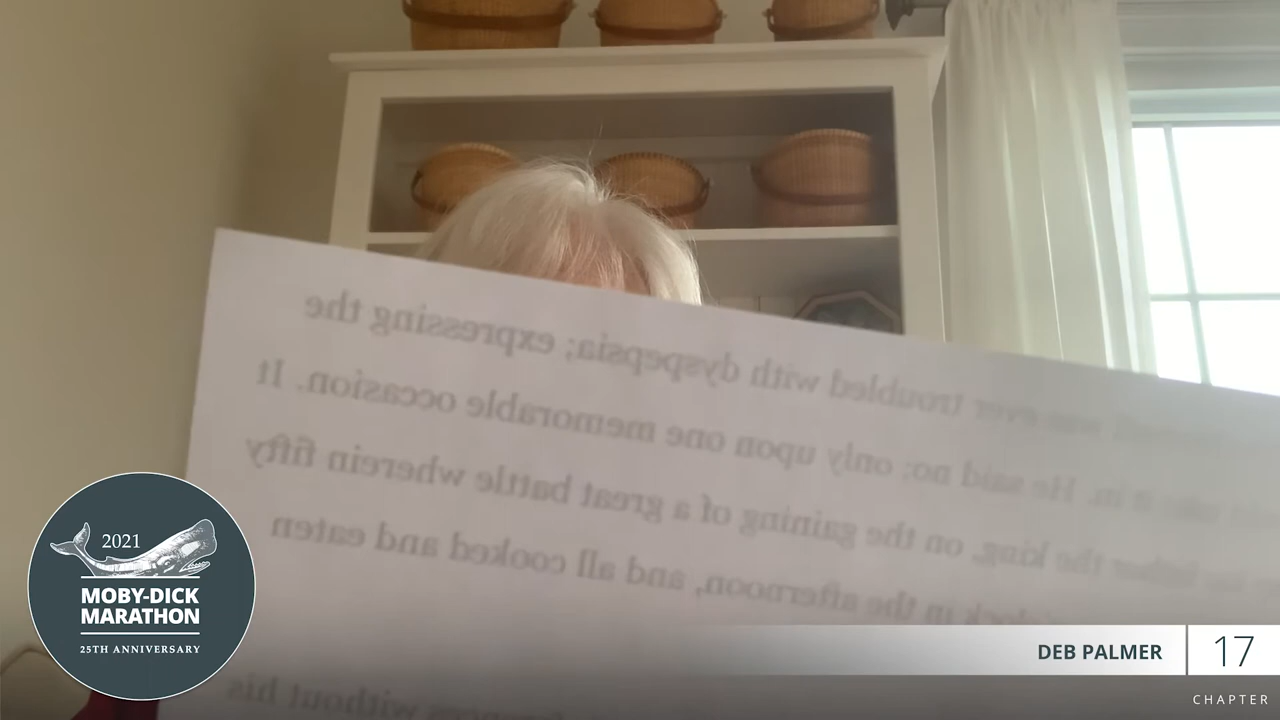 was ever troubled with dyspepsia; expressing the
it in. He said no; only upon one memorable occasion. It
the king, on the gaining of a great battle wherein fifty
in the afternoon, and all cooked and eaten
without his
2021
MOBY-DICK
MARATHON
25TH ANNIVERSARY
DEB PALMER
17
CHAPTER